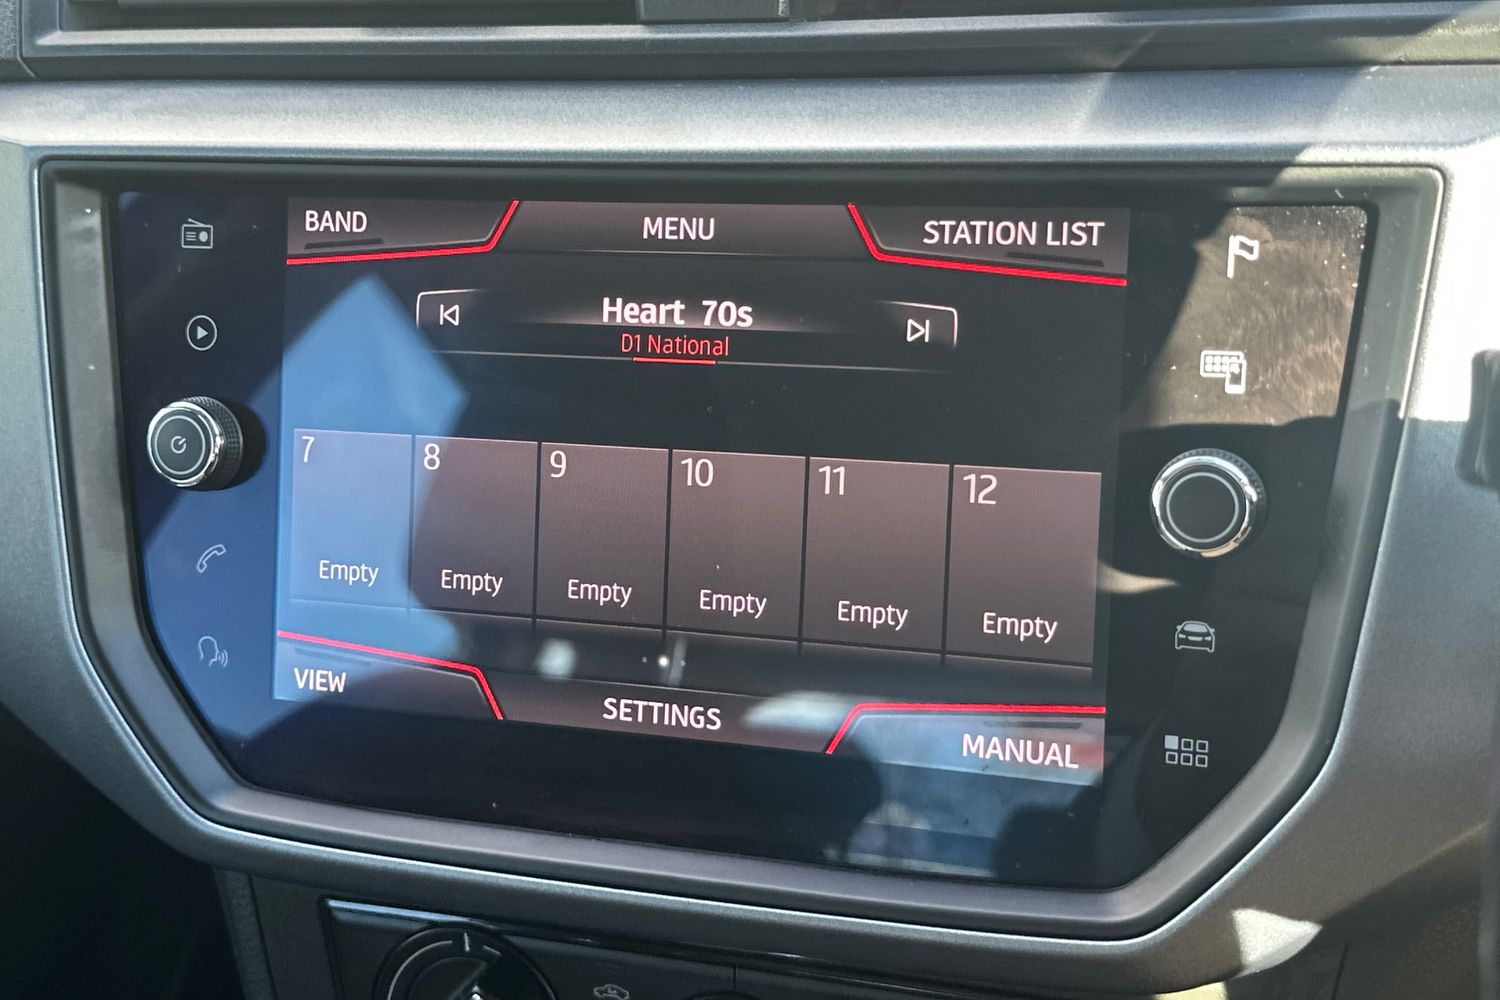 BAND
MENU
STATION LIST
Heart 70s
D1 National
7
8
9
10
11
12
Empty
Empty
Empty
Empty
Empty
Empty
VIEW
SETTINGS
MANUAL